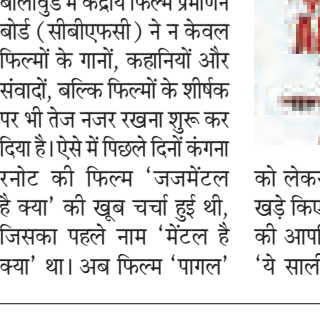 बॉलीवुड में केंद्रीय फिल्म प्रमाणन
बोर्ड (सीबीएफसी) ने न केवल
फिल्मों के गानों, कहानियों और
संवादों, बल्कि फिल्मों के शीर्षक
पर भी तेज नजर रखना शुरू कर
दिया है। ऐसे में पिछले दिनों कंगना
रनोट की फिल्म ‘जजमेंटल
है क्या’ की खूब चर्चा हुई थी,
जिसका पहले नाम ‘मेंटल है
क्या’ था। अब फिल्म ‘पागल’
को
खड़े
की
‘ये